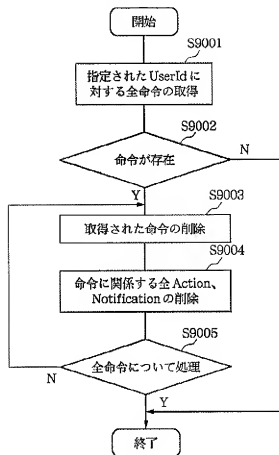 開始
S9001
指定されたUserIdに
対する全命令の取得
S9002
命令が存在
N
Y
S9003
取得された命令の削除
S9004
命令に関係する全Action、
Notificationの削除
S9005
全命令について処理
N
Y
終了